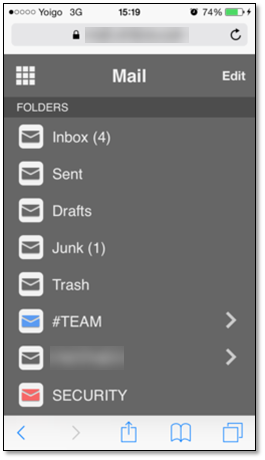 Yoigo 3G 15:19 74%
Mail
Edit
FOLDERS
Inbox (4)
Sent
Drafts
Junk (1)
Trash
#TEAM
SECURITY